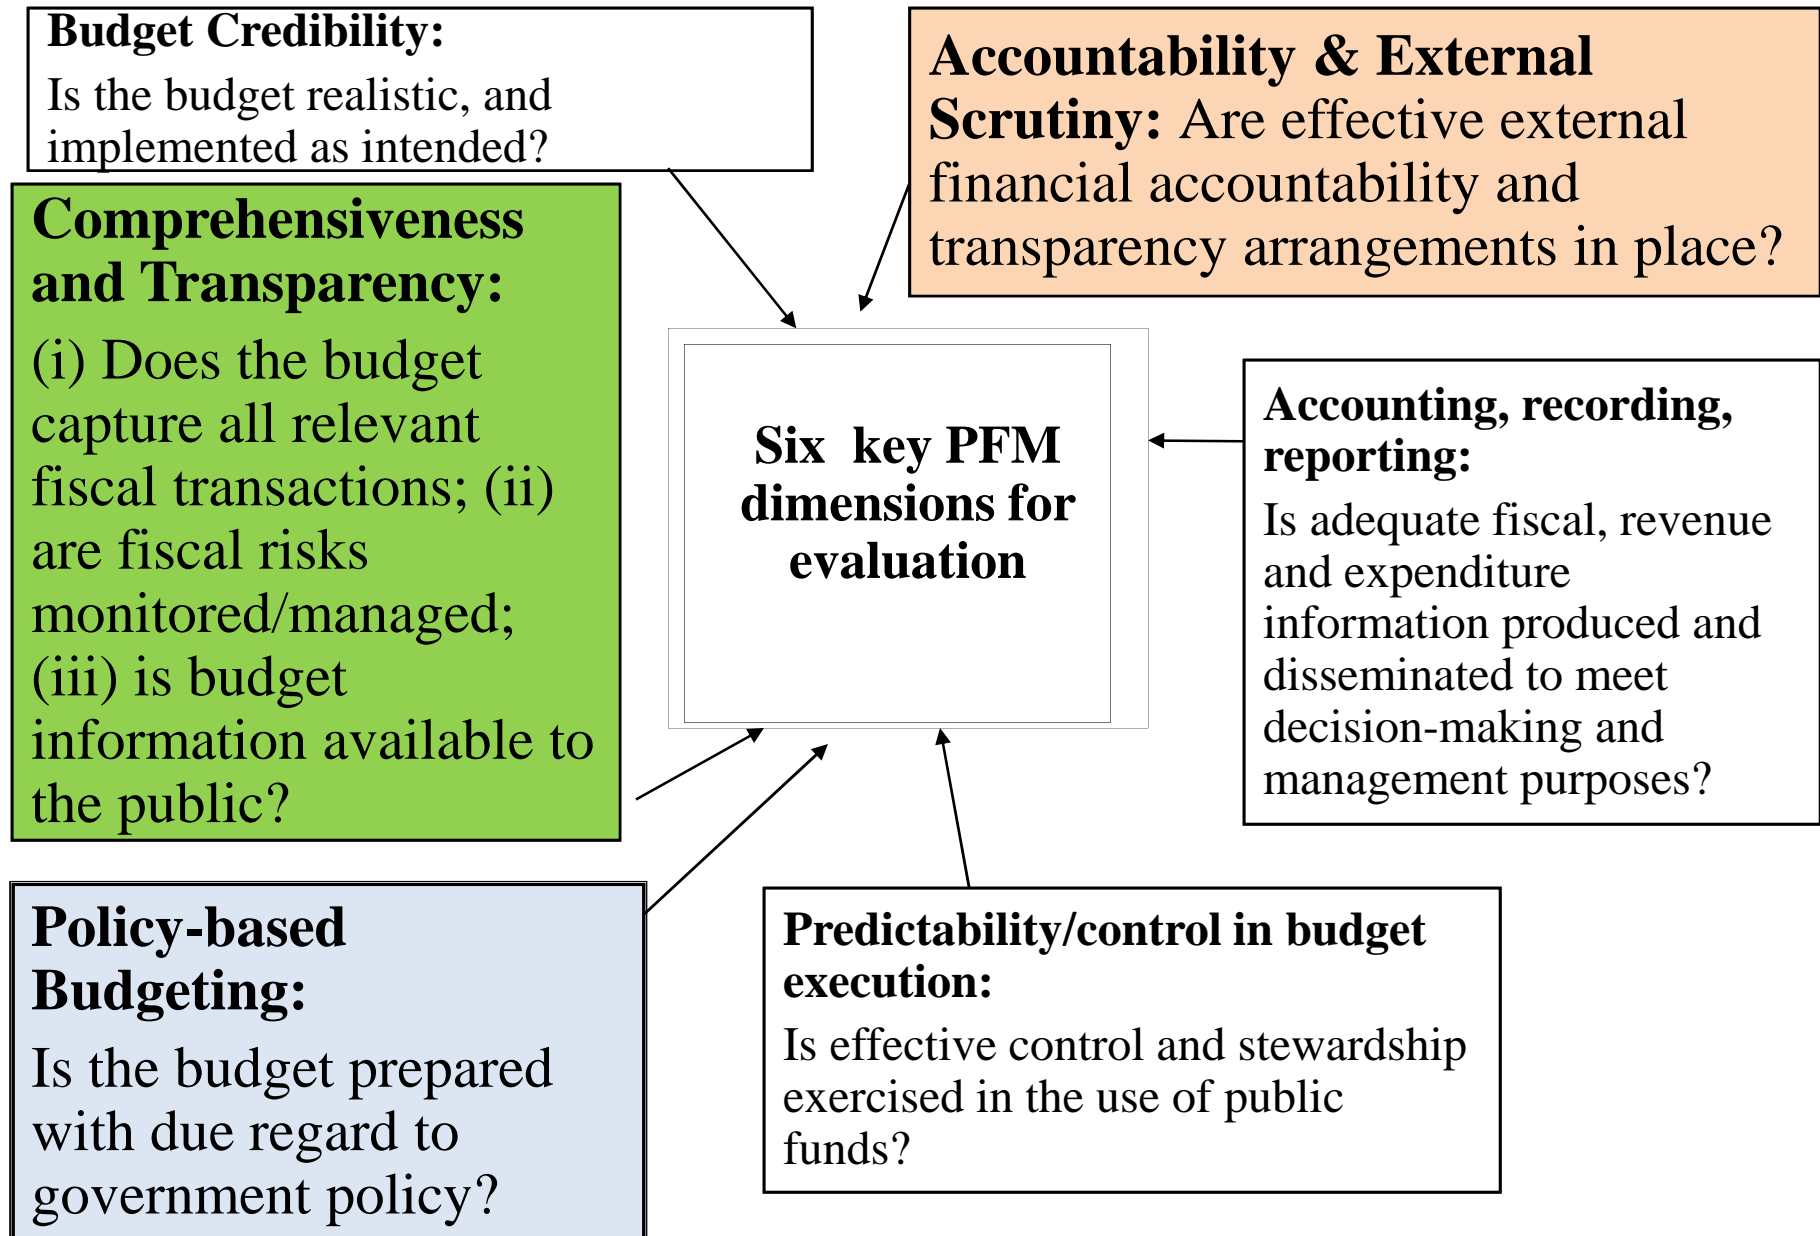 Budget Credibility:
Is the budget realistic, and
implemented as intended?
Accountability & External
Scrutiny: Are effective external
financial accountability and
transparency arrangements in place?
Comprehensiveness
and Transparency:
(i) Does the budget
capture all relevant
fiscal transactions; (ii)
are fiscal risks
monitored/managed;
(iii) is budget
information available to
the public?
Six key PFM
dimensions for
evaluation
Accounting, recording,
reporting:
Is adequate fiscal, revenue
and expenditure
information produced and
disseminated to meet
decision-making and
management purposes?
Policy-based
Budgeting:
Is the budget prepared
with due regard to
government policy?
Predictability/control in budget
execution:
Is effective control and stewardship
exercised in the use of public
funds?